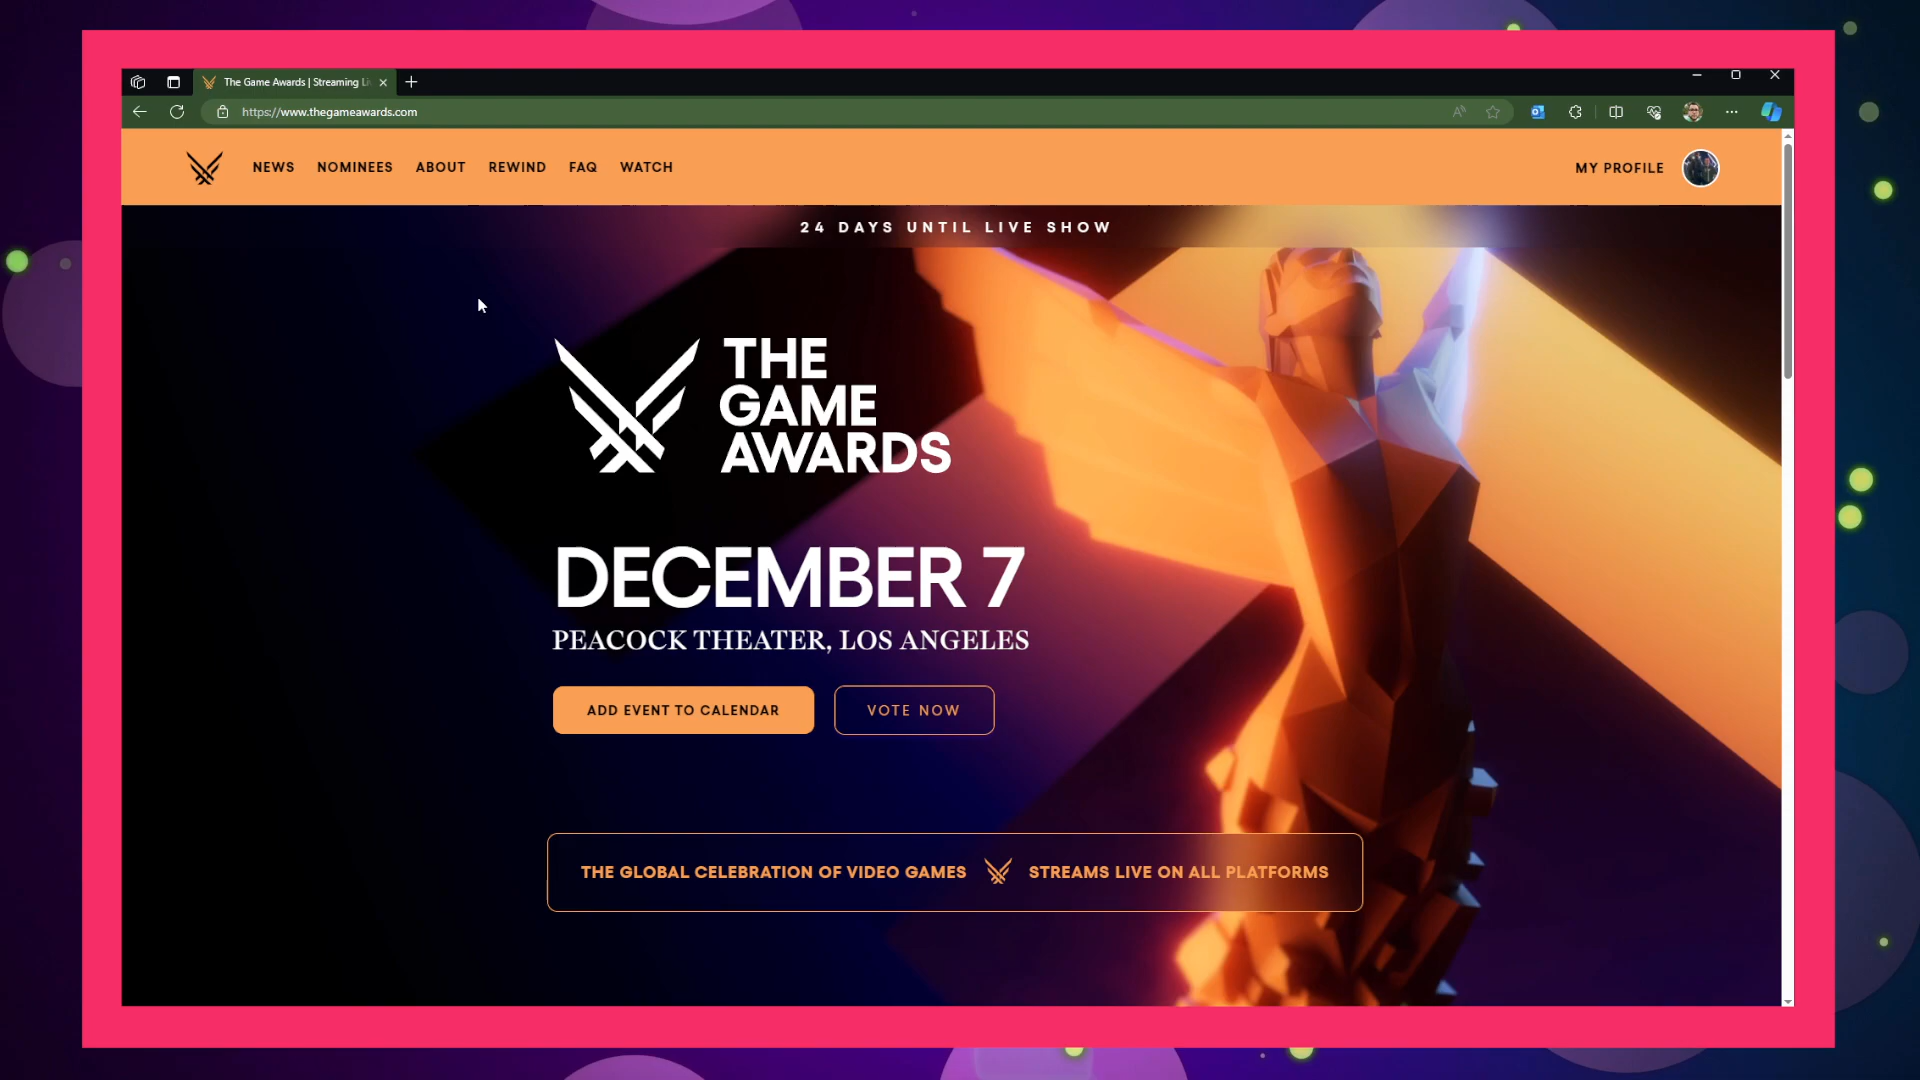 The Game Awards | Streaming Li
https://www.thegameawards.com
NEWS NOMINEES ABOUT REWIND FAQ WATCH MY PROFILE
24 DAYS UNTIL LIVE SHOW
THE
GAME
AWARDS
DECEMBER 7
PEACOCK THEATER, LOS ANGELES
ADD EVENT TO CALENDAR VOTE NOW
THE GLOBAL CELEBRATION OF VIDEO GAMES STREAMS LIVE ON ALL PLATFORMS